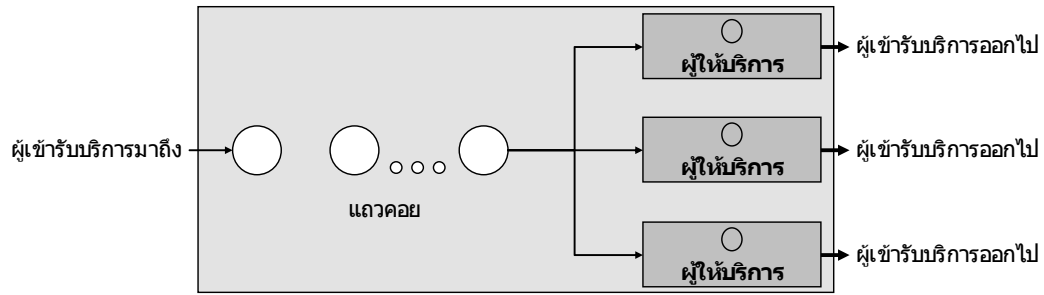 ผู้ให้บริการ
ผู้เข้ารับบริการออกไป
ผู้เข้ารับบริการมาถึง
ผู้ให้บริการ
ผู้เข้ารับบริการออกไป
แถวคอย
ผู้ให้บริการ
ผู้เข้ารับบริการออกไป